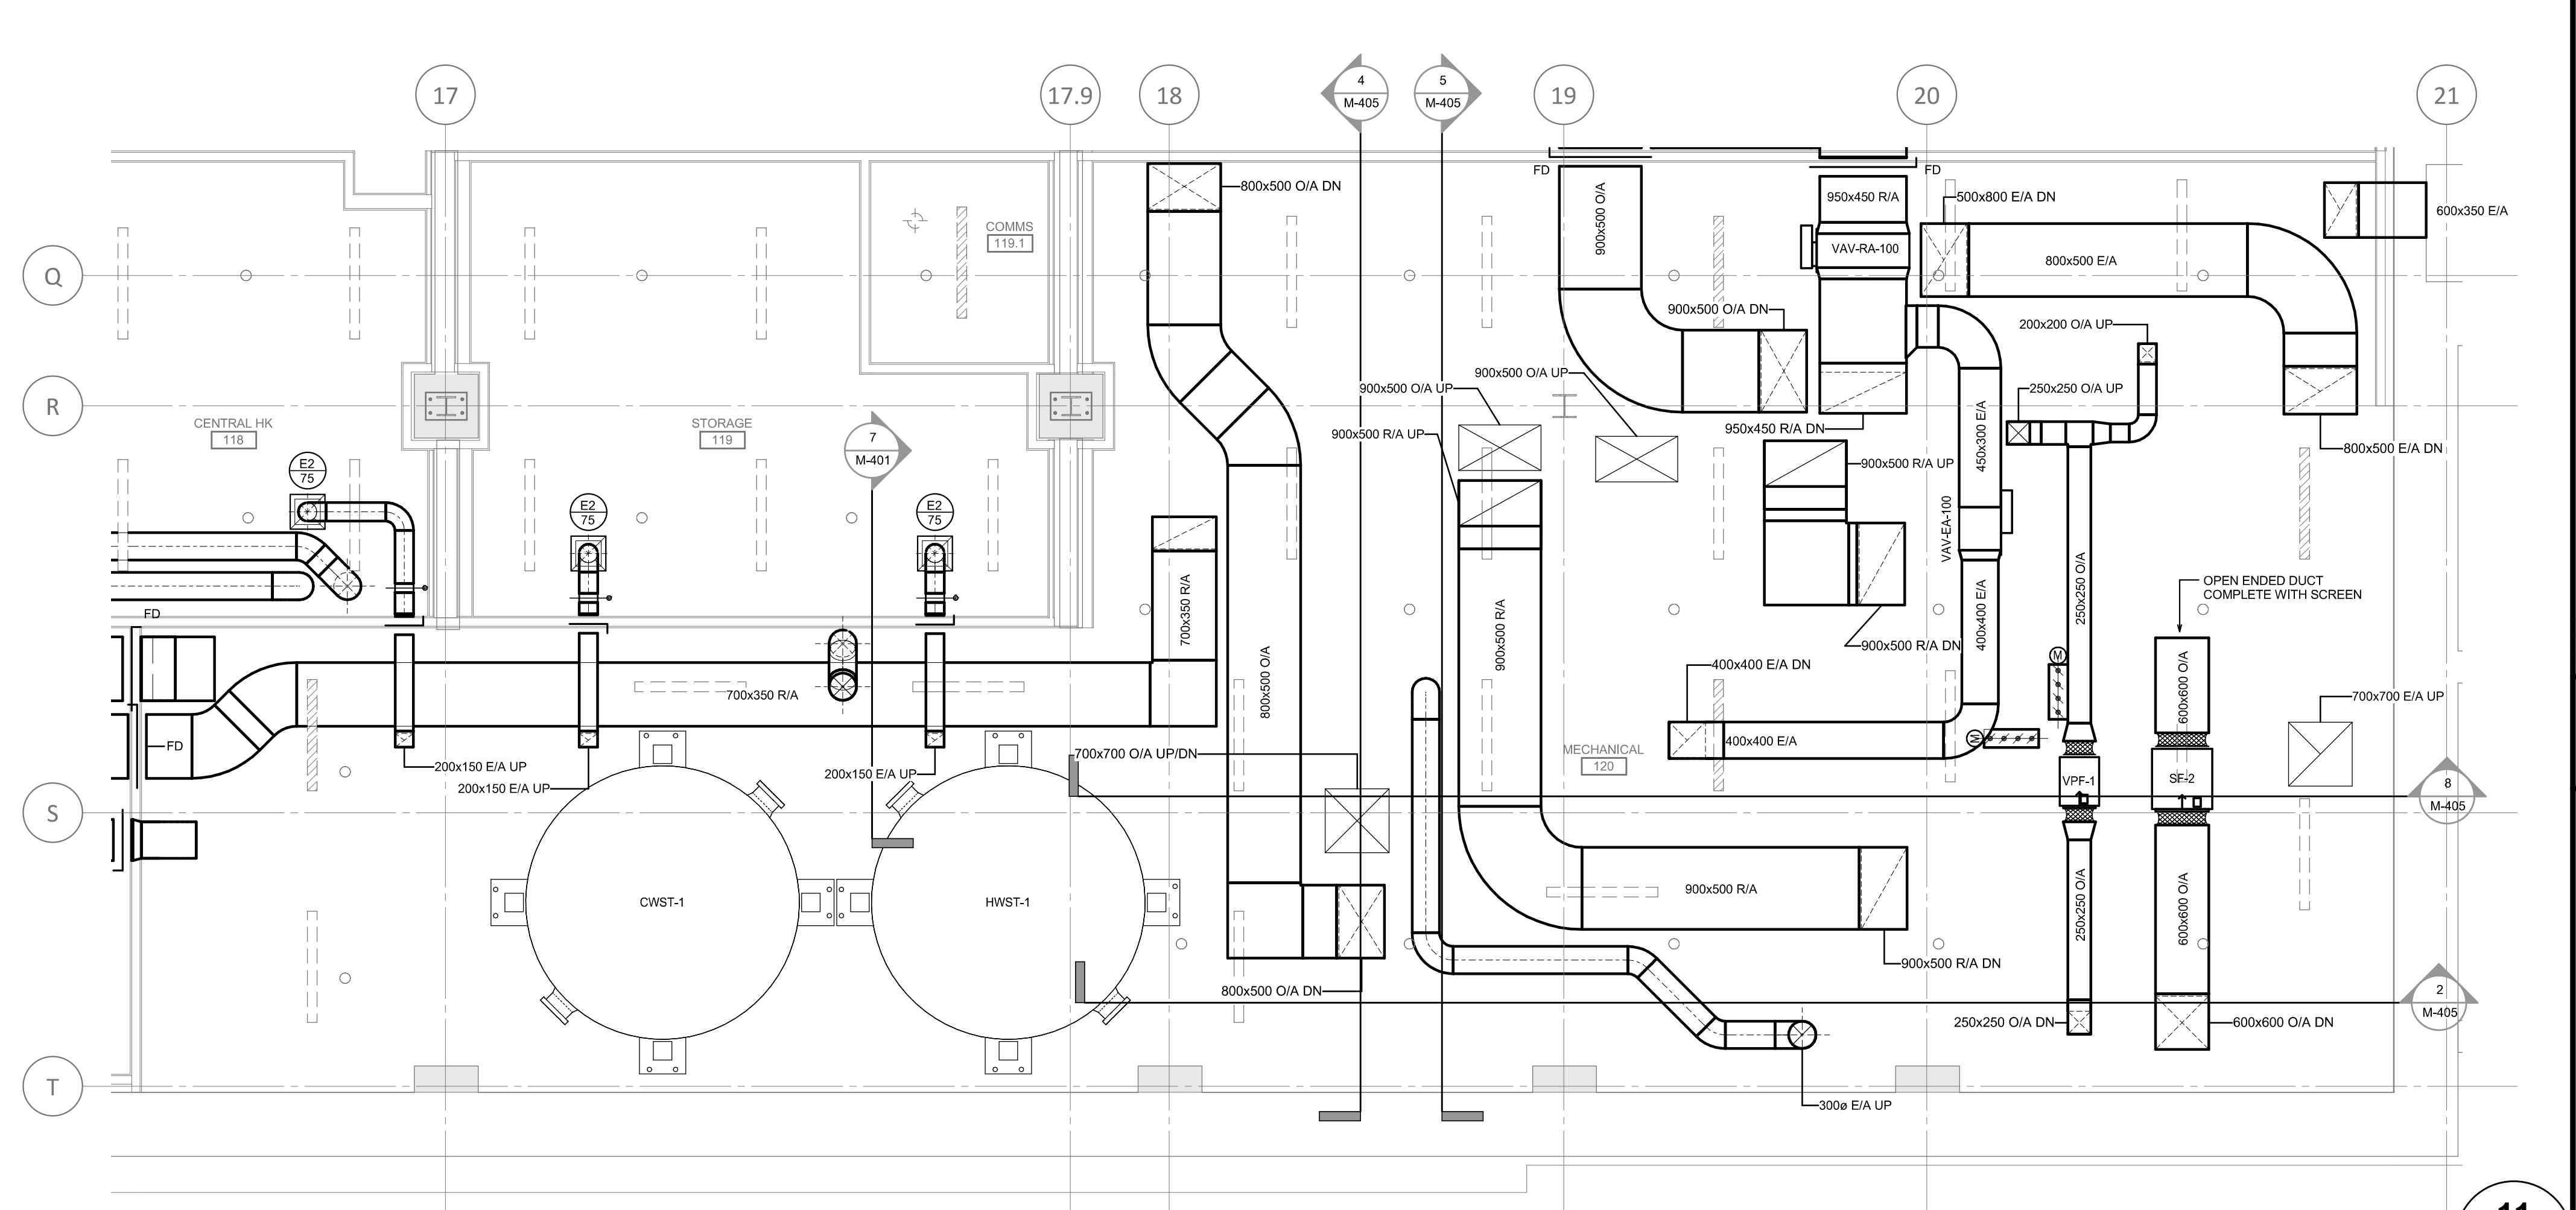 17
17.9
18
4
M-405
5
M-405
19
20
21
FD
FD
800x500 O/A DN
900x500 O/A
950x450 R/A
500x800 E/A DN
600x350 E/A
COMMS
119.1
VAV-RA-100
800x500 E/A
Q
900x500 O/A DN
200x200 O/A UP
900x500 O/A UP
900x500 O/A UP
250x250 O/A UP
R
CENTRAL HK
118
STORAGE
119
7
M-401
900x500 R/A UP
950x450 R/A DN
450x300 E/A
800x500 E/A DN
E2
75
900x500 R/A UP
E2
75
E2
75
VAV-EA-100
250x250 O/A
OPEN ENDED DUCT
COMPLETE WITH SCREEN
FD
700x350 R/A
900x500 R/A
400x400 E/A
900x500 R/A DN
M
400x400 E/A DN
700x350 R/A
800x500 O/A
600x600 O/A
700x700 E/A UP
FD
M
400x400 E/A
MECHANICAL
120
700x700 O/A UP/DN
200x150 E/A UP
200x150 E/A UP
200x150 E/A UP
VPF-1
SF-2
8
M-405
S
CWST-1
HWST-1
900x500 R/A
250x250 O/A
600x600 O/A
900x500 R/A DN
800x500 O/A DN
2
M-405
250x250 O/A DN
600x600 O/A DN
T
300ø E/A UP